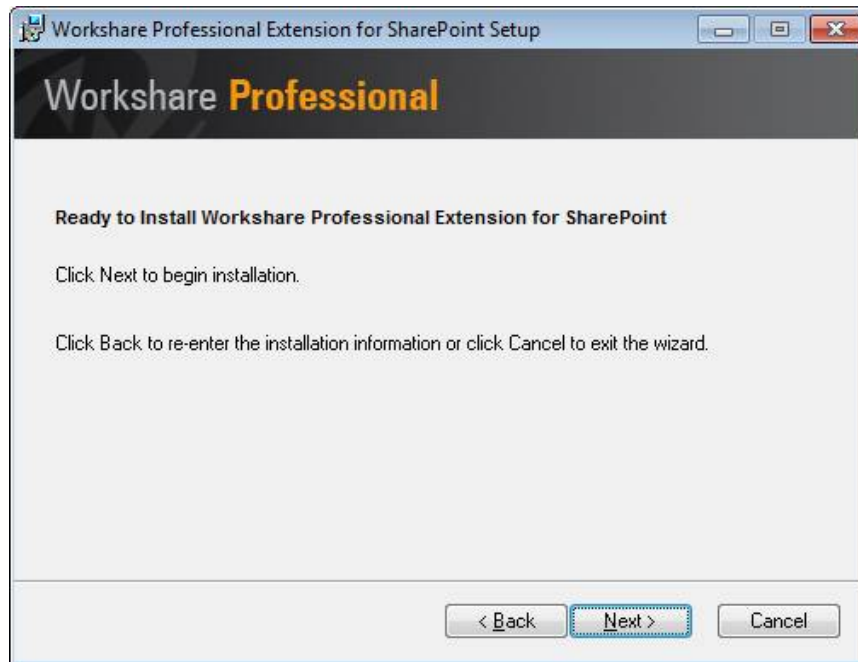 Workshare Professional Extension for SharePoint Setup
Workshare Professional
Ready to Install Workshare Professional Extension for SharePoint
Click Next to begin installation.
Click Back to re-enter the installation information or click Cancel to exit the wizard.
< Back Next > Cancel